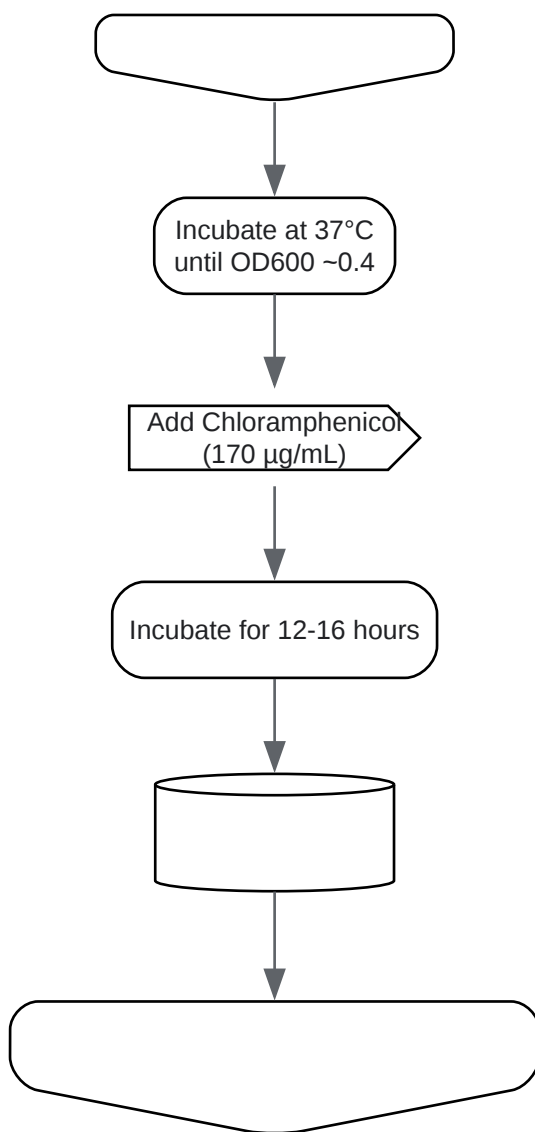 Incubate at 37°C
until OD600 ~0.4
Add Chloramphenicol
(170 µg/mL)
Incubate for 12-16 hours